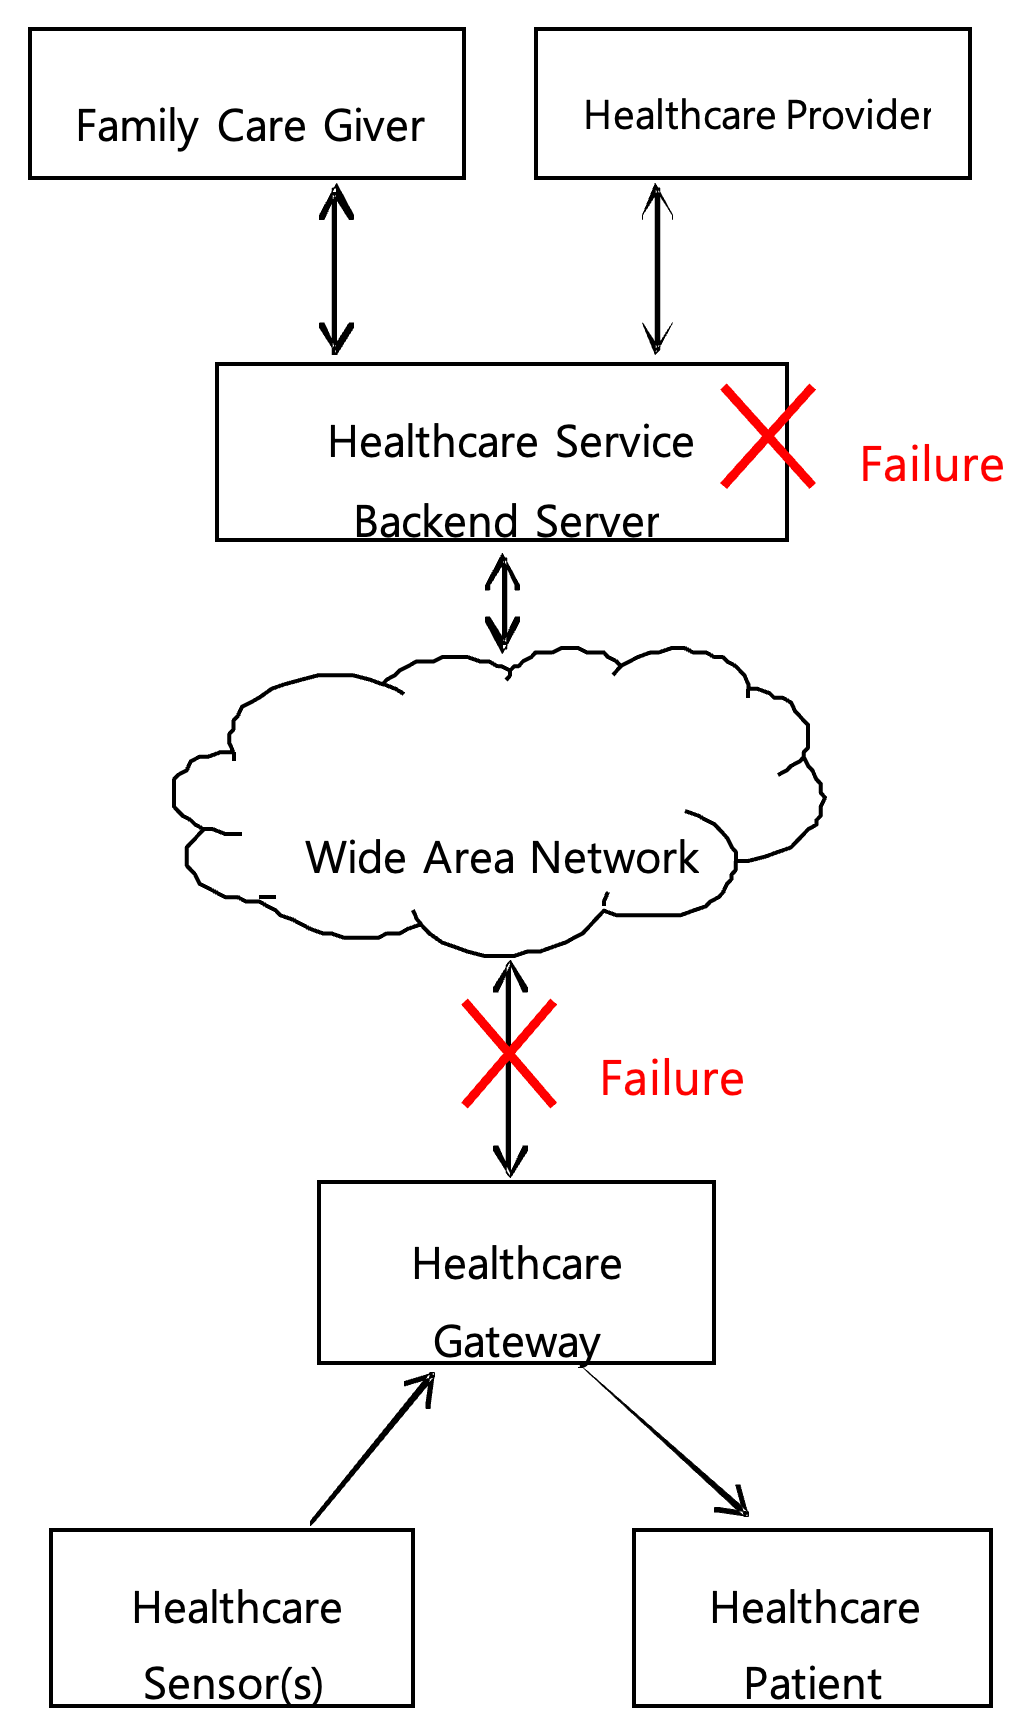 Family Care Giver
Healthcare Provider
Healthcare Service
Backend Server
Failure
Wide Area Network
Failure
Healthcare
Gateway
Healthcare
Sensor(s)
Healthcare
Patient